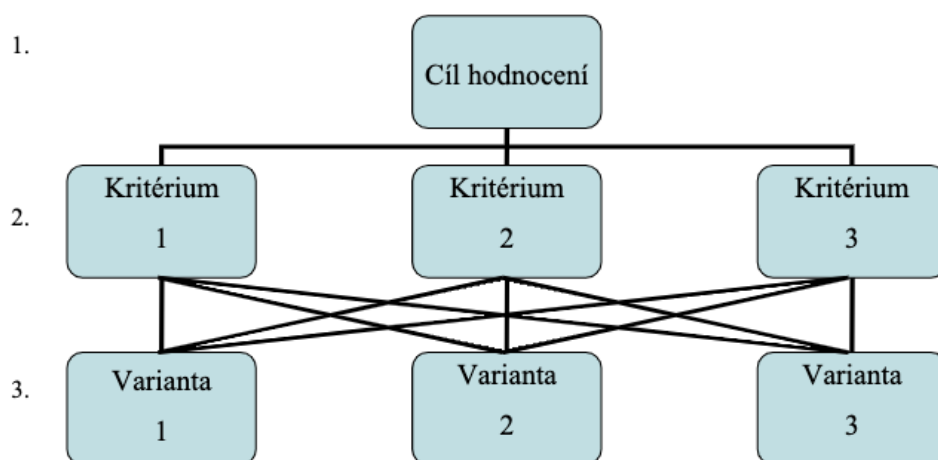 1.
Cíl hodnocení
Kritérium
1
Kritérium
2
Kritérium
3
2.
Varianta
1
Varianta
2
Varianta
3
3.